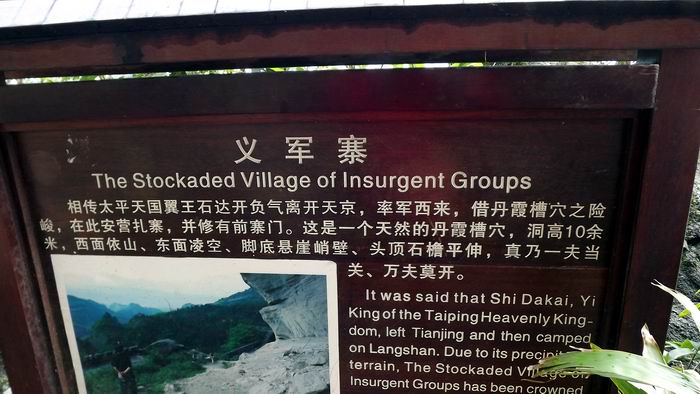 义军寨
The Stockaded Village of Insurgent Groups
相传太平天国翼王石达开负气离开天京，率军西来，借丹霞槽穴之险
峻，在此安营扎寨，并修有前寨门。这是一个天然的丹霞槽穴，洞高10余
米，西面依山、东面凌空、脚底悬崖峭壁、头顶石檐平伸，真乃一夫当
关、万夫莫开。
It was said that Shi Dakai, Yi
King of the Taiping Heavenly King-
dom, left Tianjing and then camped
on Langshan. Due to its
terrain, The Stockaded Village of
Insurgent Groups has been crowned